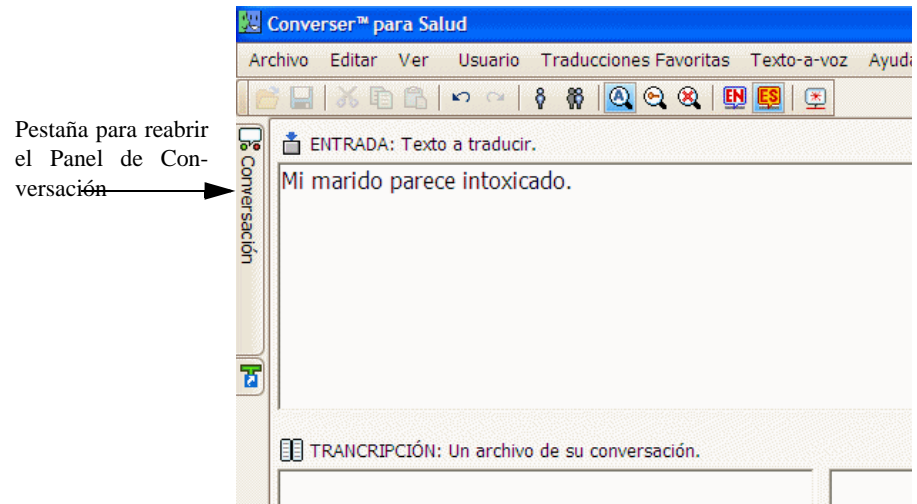 Converser™ para Salud
Archivo Editar Ver Usuario Traducciones Favoritas Texto-a-voz Ayuda
EN ES
Pestaña para reabrir
el Panel de Con-
versación
Conversación
ENTRADA: Texto a traducir.
Mi marido parece intoxicado.
TRANCRIPCIÓN: Un archivo de su conversación.